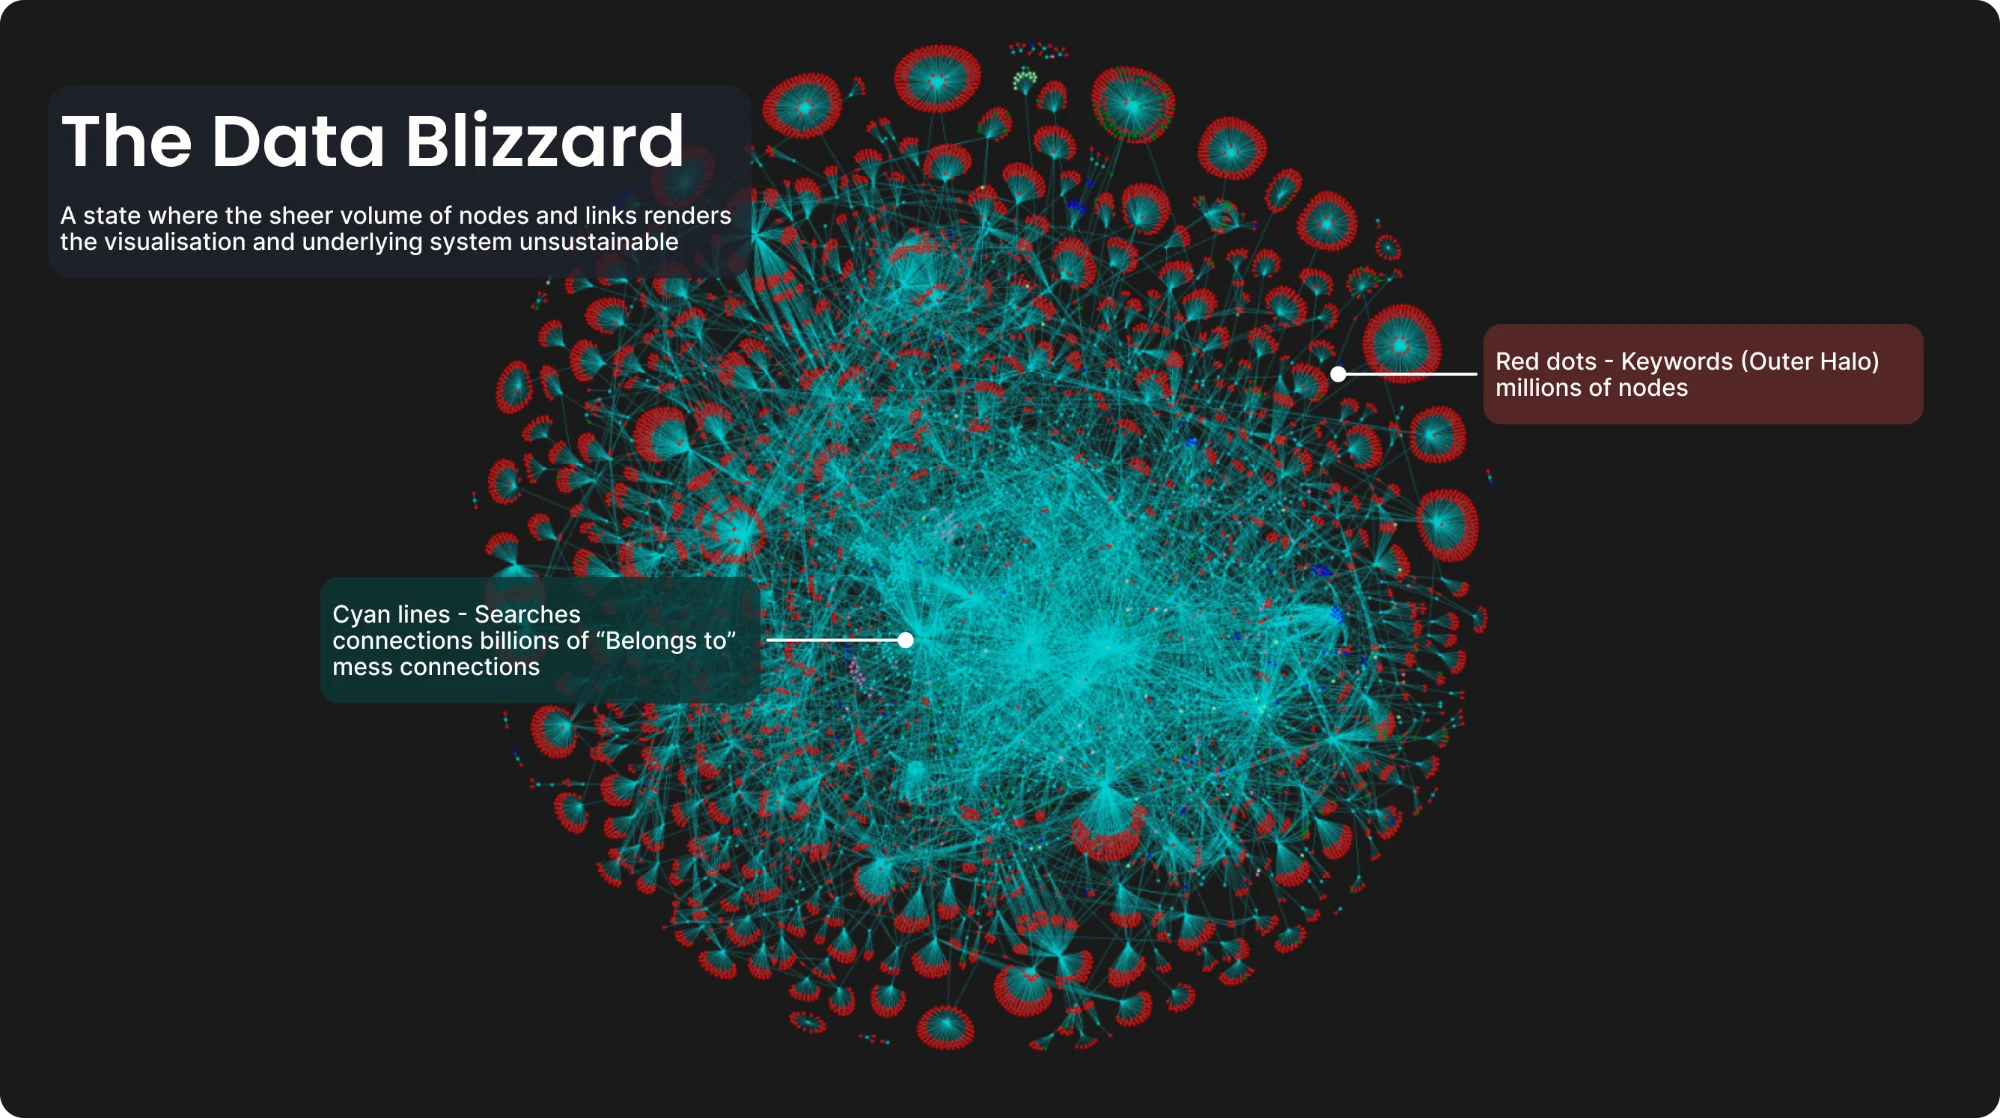 The Data Blizzard
A state where the sheer volume of nodes and links renders
the visualisation and underlying system unsustainable
Red dots - Keywords (Outer Halo)
millions of nodes
Cyan lines - Searches
connections billions of “Belongs to”
mess connections